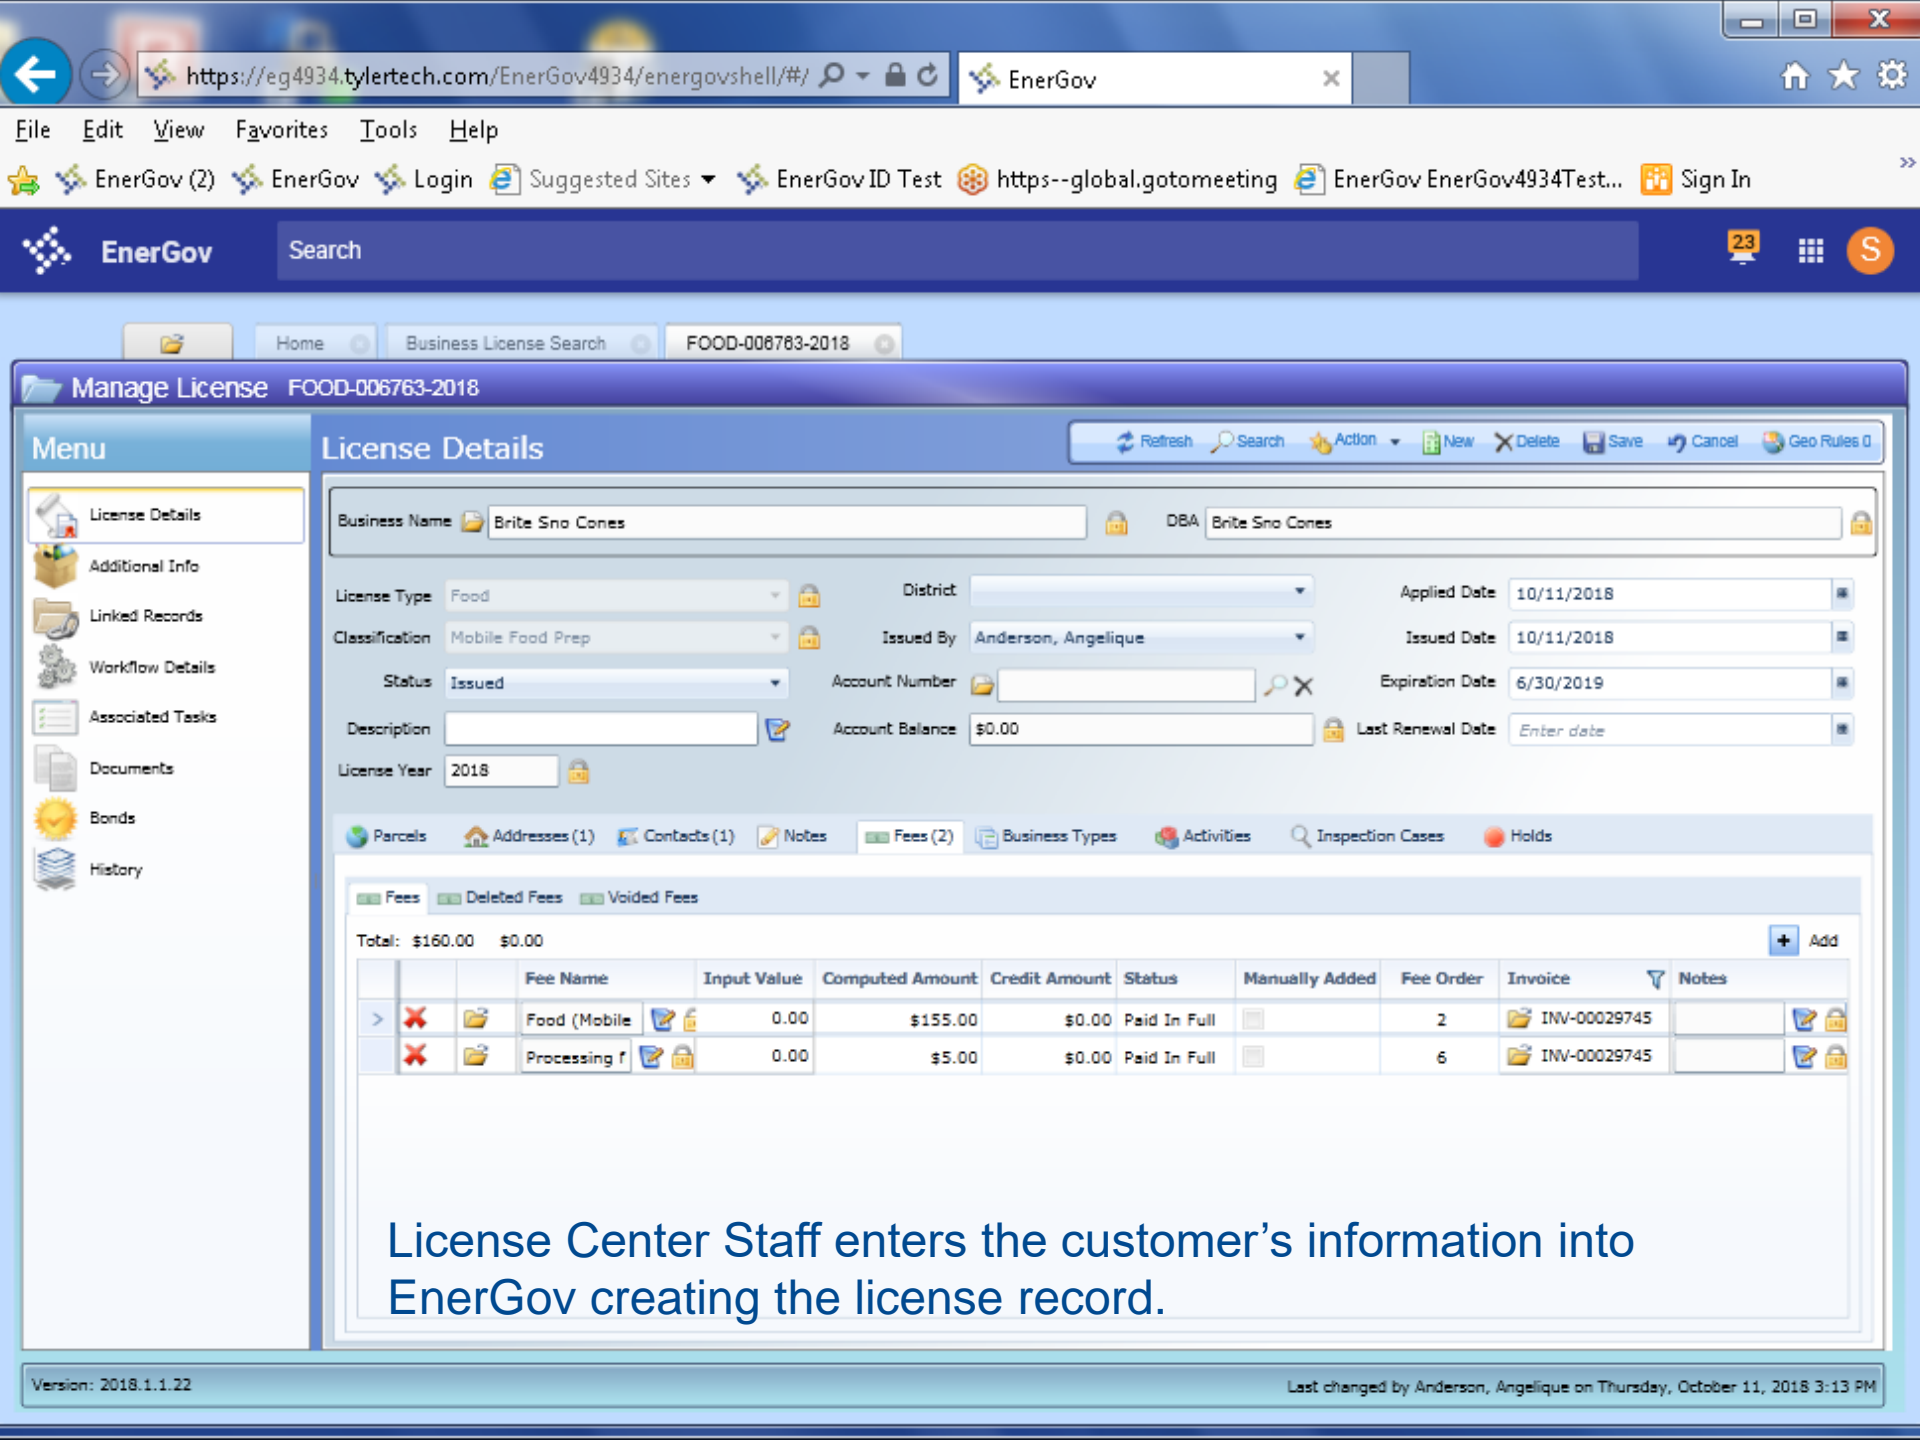 https://eg4934.tylertech.com/EnerGov4934/energovshell/#/ EnerGov
File Edit View Favorites Tools Help
EnerGov (2) EnerGov Login Suggested Sites EnerGov ID Test https--global.gotomeeting EnerGov EnerGov4934Test... Sign In »
EnerGov Search 23 S
Home Business License Search FOOD-006763-2018
Manage License FOOD-006763-2018
Menu License Details Refresh Search Action New Delete Save Cancel Geo Rules 0
License Details
Additional Info
Linked Records
Workflow Details
Associated Tasks
Documents
Bonds
History
Business Name Brite Sno Cones DBA Brite Sno Cones
License Type Food District Applied Date 10/11/2018
Classification Mobile Food Prep Issued By Anderson, Angelique Issued Date 10/11/2018
Status Issued Account Number Expiration Date 6/30/2019
Description Account Balance $0.00 Last Renewal Date Enter date
License Year 2018
Parcels Addresses (1) Contacts (1) Notes Fees (2) Business Types Activities Inspection Cases Holds
Fees Deleted Fees Voided Fees
Total: $160.00 $0.00 + Add
Fee Name Input Value Computed Amount Credit Amount Status Manually Added Fee Order Invoice Notes
> Food (Mobile 0.00 $155.00 $0.00 Paid In Full 2 INV-00029745
Processing f 0.00 $5.00 $0.00 Paid In Full 6 INV-00029745
License Center Staff enters the customer’s information into
EnerGov creating the license record.
Version: 2018.1.1.22 Last changed by Anderson, Angelique on Thursday, October 11, 2018 3:13 PM